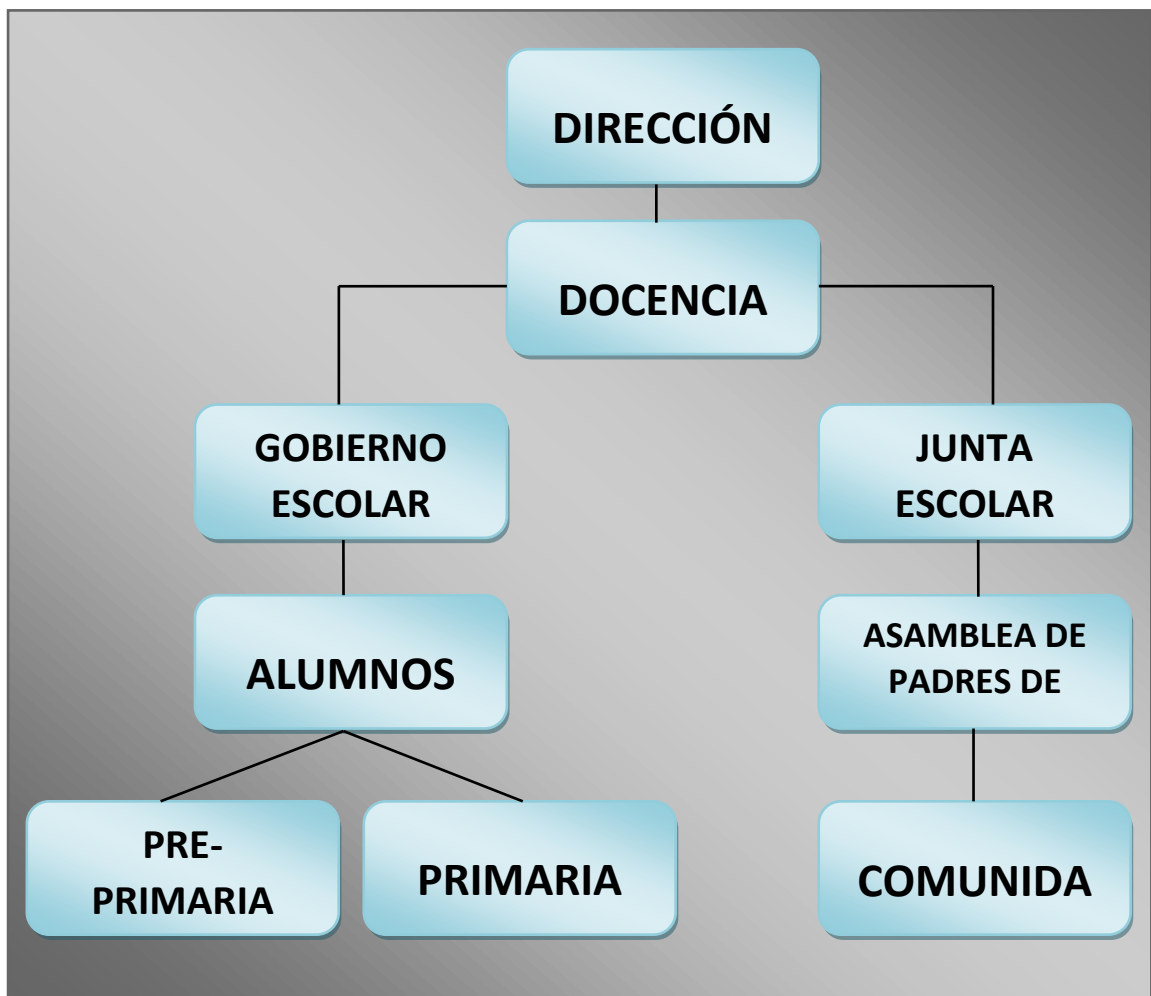 DIRECCIÓN
DOCENCIA
GOBIERNO
ESCOLAR
JUNTA
ESCOLAR
ALUMNOS
ASAMBLEA DE
PADRES DE
PRE-
PRIMARIA
PRIMARIA
COMUNIDA